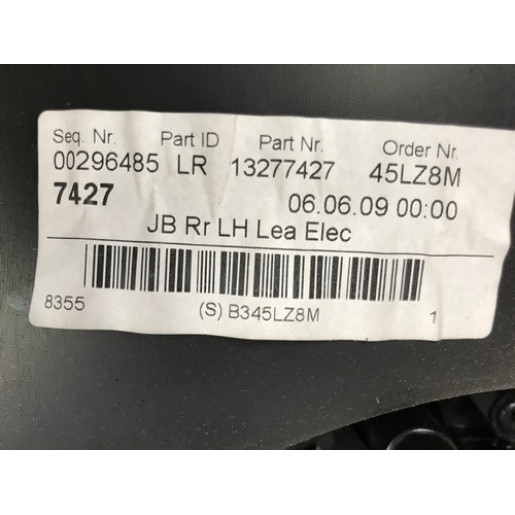 Seq. Nr. Part ID Part Nr. Order Nr.
00296485 LR 13277427 45LZ8M
7427 06.06.09 00:00
JB Rr LH Lea Elec
8355 (S) B345LZ8M 1